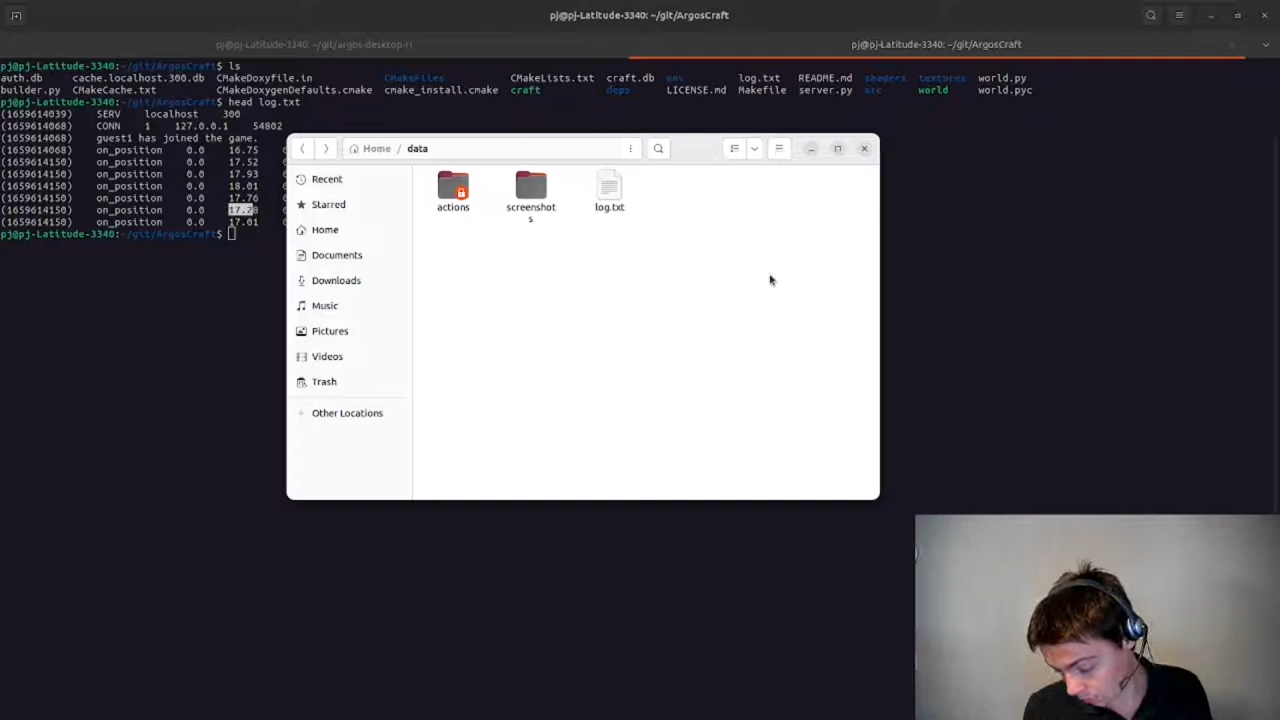 pj@pj-Latitude-3340: ~/git/ArgosCraft
pj@pj-Latitude-3340: ~/git/argos-desktop-ri
pj@pj-Latitude-3340: ~/git/ArgosCraft
pj@pj-Latitude-3340:~/git/ArgosCraft$ ls
auth.db cache.localhost.300.db CMakeDoxyfile.in CMakeFiles CMakeLists.txt craft.db env log.txt README.md shaders textures world.py
builder.py CMakeCache.txt CMakeDoxygenDefaults.cmake cmake_install.cmake craft deps LICENSE.md Makefile server.py src world world.pyc
pj@pj-Latitude-3340:~/git/ArgosCraft$ head log.txt
(1659614039) SERV localhost 300
(1659614068) CONN 1 127.0.0.1 54802
(1659614068) guest1 has joined the game.
(1659614150) on_position 0.0 16.75
(1659614150) on_position 0.0 17.52
(1659614150) on_position 0.0 17.93
(1659614150) on_position 0.0 18.01
(1659614150) on_position 0.0 17.76
(1659614150) on_position 0.0 17.28
(1659614150) on_position 0.0 17.01
pj@pj-Latitude-3340:~/git/ArgosCraft$
Home / data
Recent
Starred
Home
Documents
Downloads
Music
Pictures
Videos
Trash
Other Locations
actions
screenshot
s
log.txt